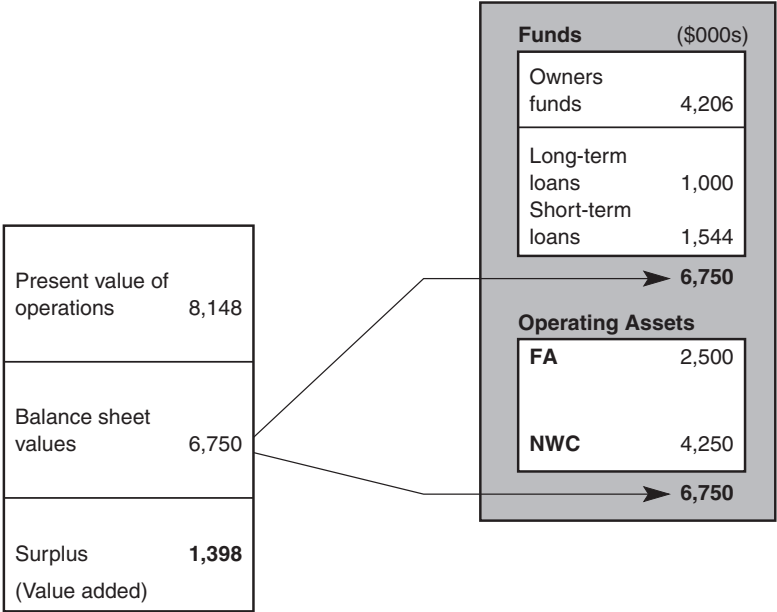 Funds ($000s)
Owners
funds 4,206
Long-term
loans 1,000
Short-term
loans 1,544
6,750
Operating Assets
FA 2,500
NWC 4,250
6,750
Present value of
operations 8,148
Balance sheet
values 6,750
Surplus 1,398
(Value added)